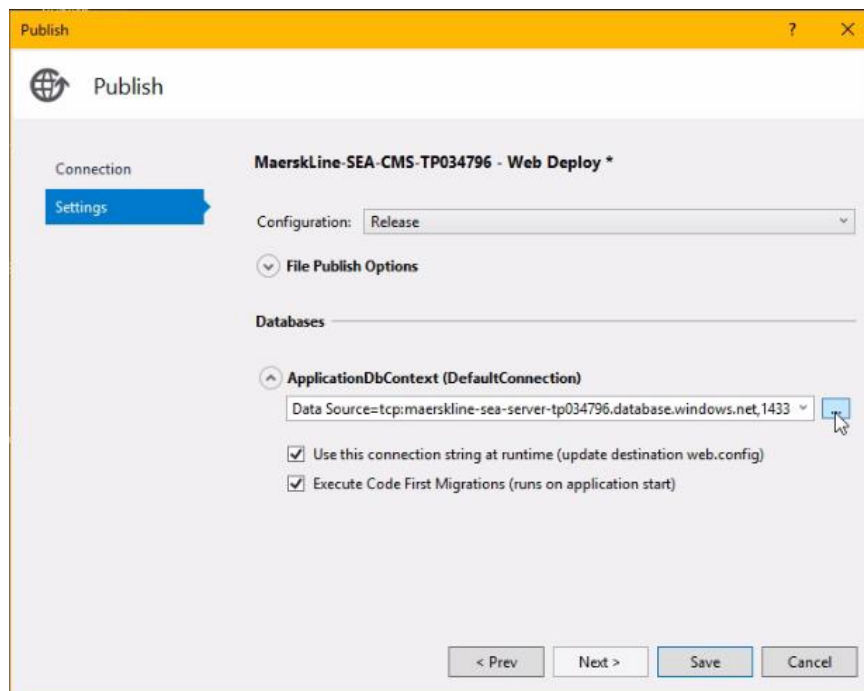 Publish
?
Publish
Connection
Settings
MaerskLine-SEA-CMS-TP034796 - Web Deploy *
Configuration: Release
File Publish Options
Databases
ApplicationDbContext (DefaultConnection)
Data Source=tcp:maerskline-sea-server-tp034796.database.windows.net,1433 ...
Use this connection string at runtime (update destination web.config)
Execute Code First Migrations (runs on application start)
< Prev Next > Save Cancel